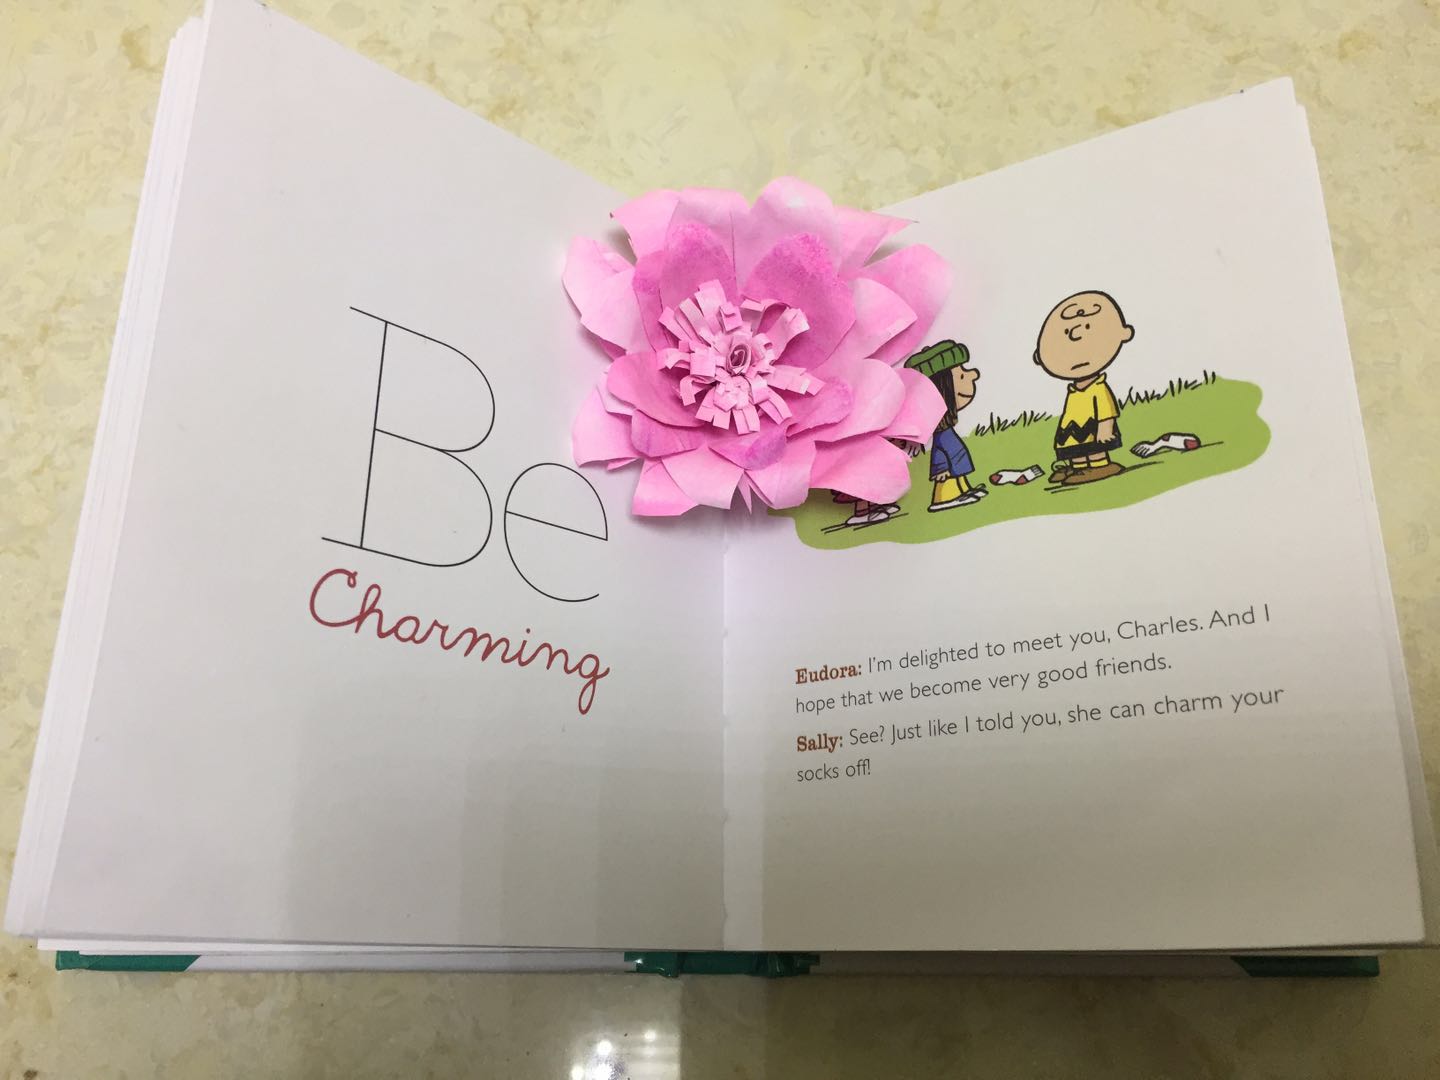 Be
Charming
Eudora: I'm delighted to meet you, Charles. And I
hope that we become very good friends.
Sally: See? Just like I told you, she can charm your
socks off!